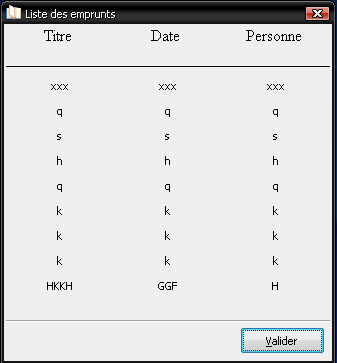 Liste des emprunts
Titre Date Personne
xxx xxx xxx
q q q
s s s
h h h
q q q
k k k
k k k
k k k
HKKH GGF H
Valider